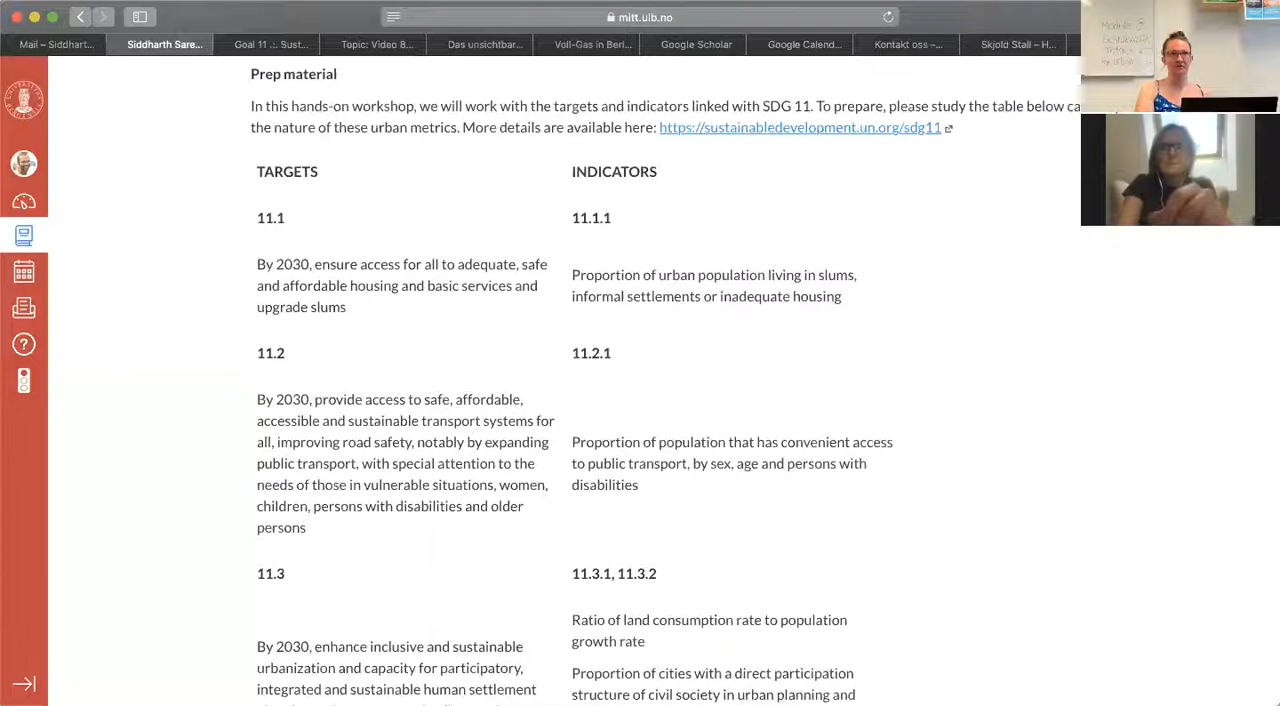 mitt.uib.no
Mail – Siddhart...
Siddharth Sare...
Goal 11 .:. Sust...
Topic: Video 8...
Das unsichtbar...
Voll-Gas in Berl...
Google Scholar
Google Calend...
Kontakt oss –...
Skjold Stall – H...
Prep material
In this hands-on workshop, we will work with the targets and indicators linked with SDG 11. To prepare, please study the table below ca
the nature of these urban metrics. More details are available here: https://sustainabledevelopment.un.org/sdg11
TARGETS
INDICATORS
11.1
11.1.1
By 2030, ensure access for all to adequate, safe
and affordable housing and basic services and
upgrade slums
Proportion of urban population living in slums,
informal settlements or inadequate housing
11.2
11.2.1
By 2030, provide access to safe, affordable,
accessible and sustainable transport systems for
all, improving road safety, notably by expanding
public transport, with special attention to the
needs of those in vulnerable situations, women,
children, persons with disabilities and older
persons
Proportion of population that has convenient access
to public transport, by sex, age and persons with
disabilities
11.3
11.3.1, 11.3.2
By 2030, enhance inclusive and sustainable
urbanization and capacity for participatory,
integrated and sustainable human settlement
Ratio of land consumption rate to population
growth rate
Proportion of cities with a direct participation
structure of civil society in urban planning and